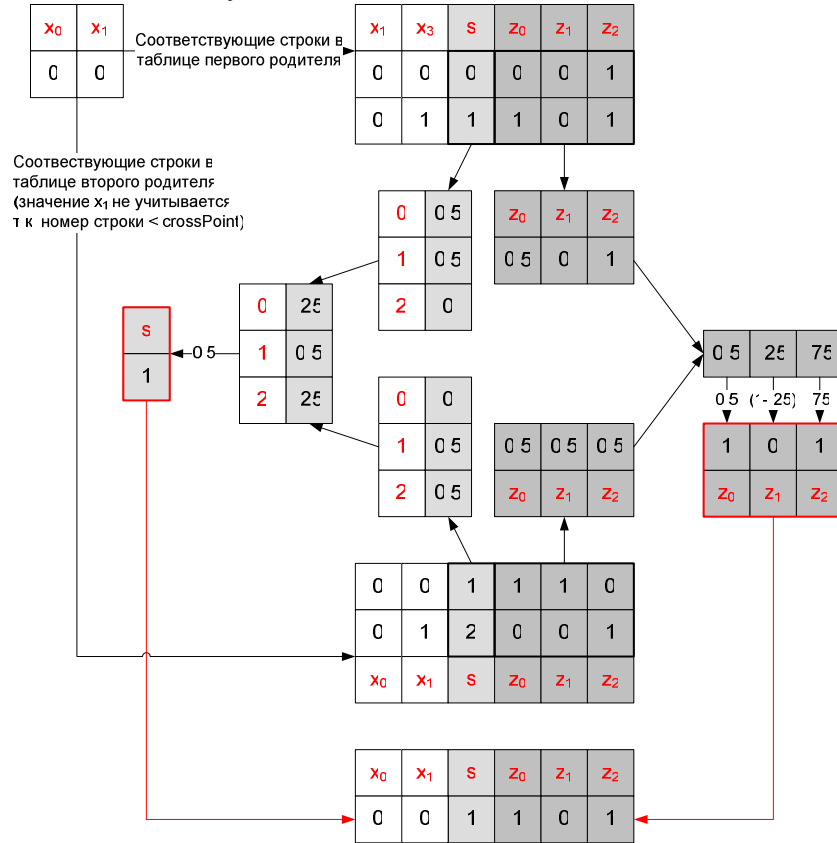 x0 x1
0 0
Соответствующие строки в
таблице первого родителя
x1 x3 s z0 z1 z2
0 0 0 0 0 1
0 1 1 1 0 1
Соотвествующие строки в
таблице второго родителя
(значение x1 не учитывается
т к номер строки < crossPoint)
0 0 5
1 0 5
2 0
z0 z1 z2
0 5 0 1
0 25
1 0 5
2 25
0 5
s
1
0 5 25 75
0 5 (1- 25) 75
1 0 1
z0 z1 z2
0 0
1 0 5
2 0 5
0 5 0 5 0 5
z0 z1 z2
0 0 1 1 1 0
0 1 2 0 0 1
x0 x1 s z0 z1 z2
x0 x1 s z0 z1 z2
0 0 1 1 0 1